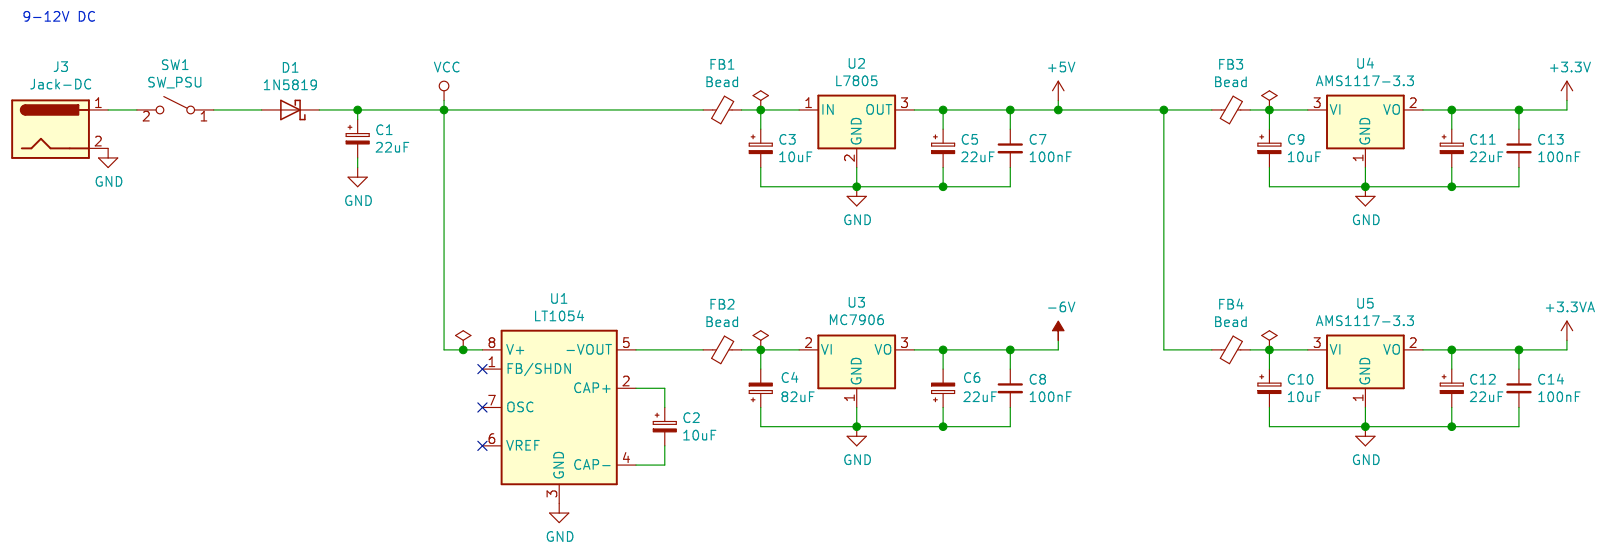 9-12V DC
J3
Jack-DC
1
2
GND
SW1
SW_PSU
2
1
D1
1N5819
C1
22uF
GND
VCC
FB1
Bead
C3
10uF
U2
L7805
1
IN
OUT
3
GND
2
GND
C5
22uF
C7
100nF
+5V
FB3
Bead
C9
10uF
U4
AMS1117-3.3
3
VI
VO
2
GND
1
GND
C11
22uF
C13
100nF
+3.3V
U1
LT1054
8
V+
1
FB/SHDN
7
OSC
6
VREF
-VOUT
5
CAP+
2
CAP-
4
GND
3
GND
C2
10uF
FB2
Bead
C4
82uF
U3
MC7906
2
VI
VO
3
GND
1
GND
C6
22uF
C8
100nF
-6V
FB4
Bead
C10
10uF
U5
AMS1117-3.3
3
VI
VO
2
GND
1
GND
C12
22uF
C14
100nF
+3.3VA